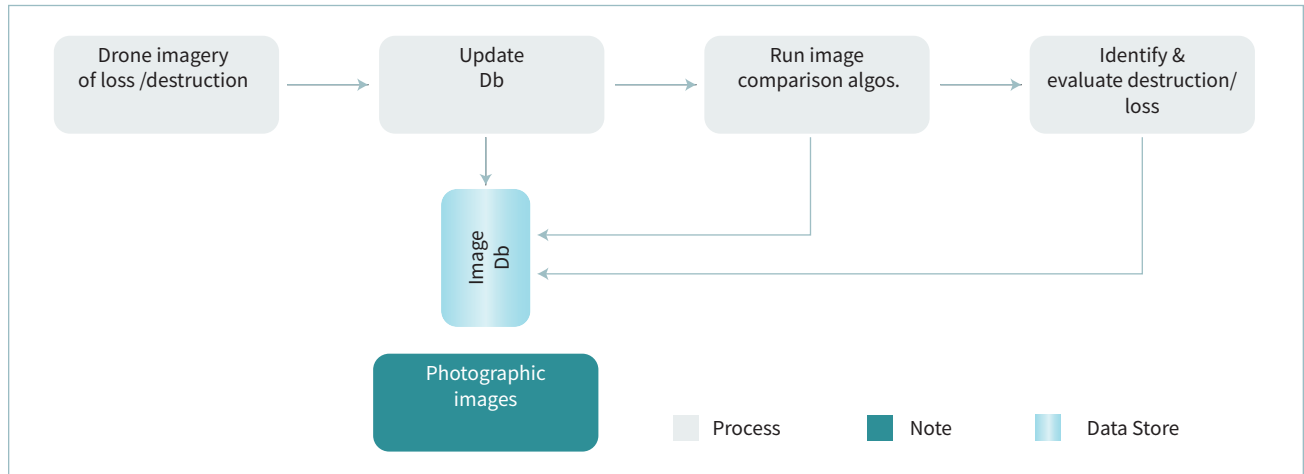 Drone imagery
of loss /destruction
Update
Db
Run image
comparison algos.
Identify &
evaluate destruction/
loss
Image
Db
Photographic
images
Process
Note
Data Store